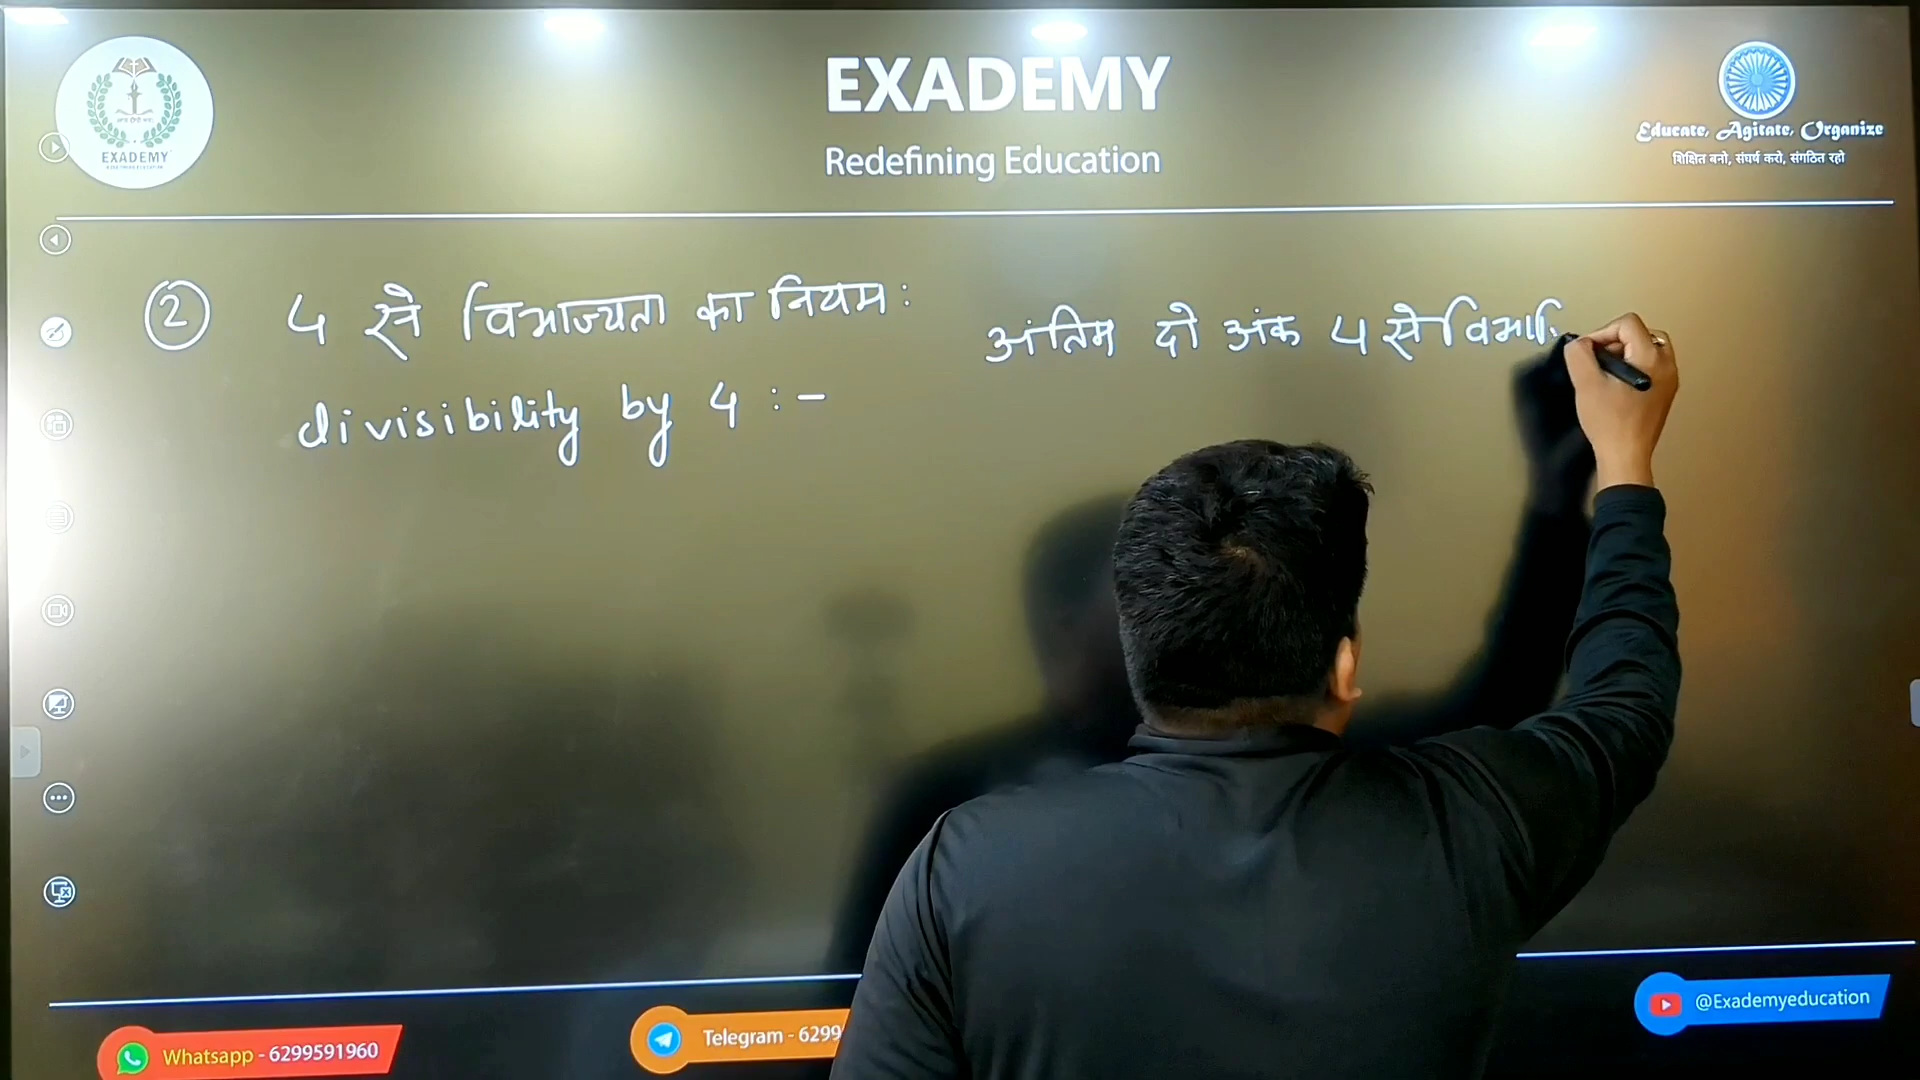 EXADEMY
Redefining Education
EXADEMY
Educate, Agitate, Organize
शिक्षित बनो, संघर्ष करो, संगठित रहो
2 4 से विभाज्यता का नियम :
अंतिम दो अंक 4 से
divisibility by 4 : -
Whatsapp - 6299591960
Telegram - 6299
@Exademyeducation